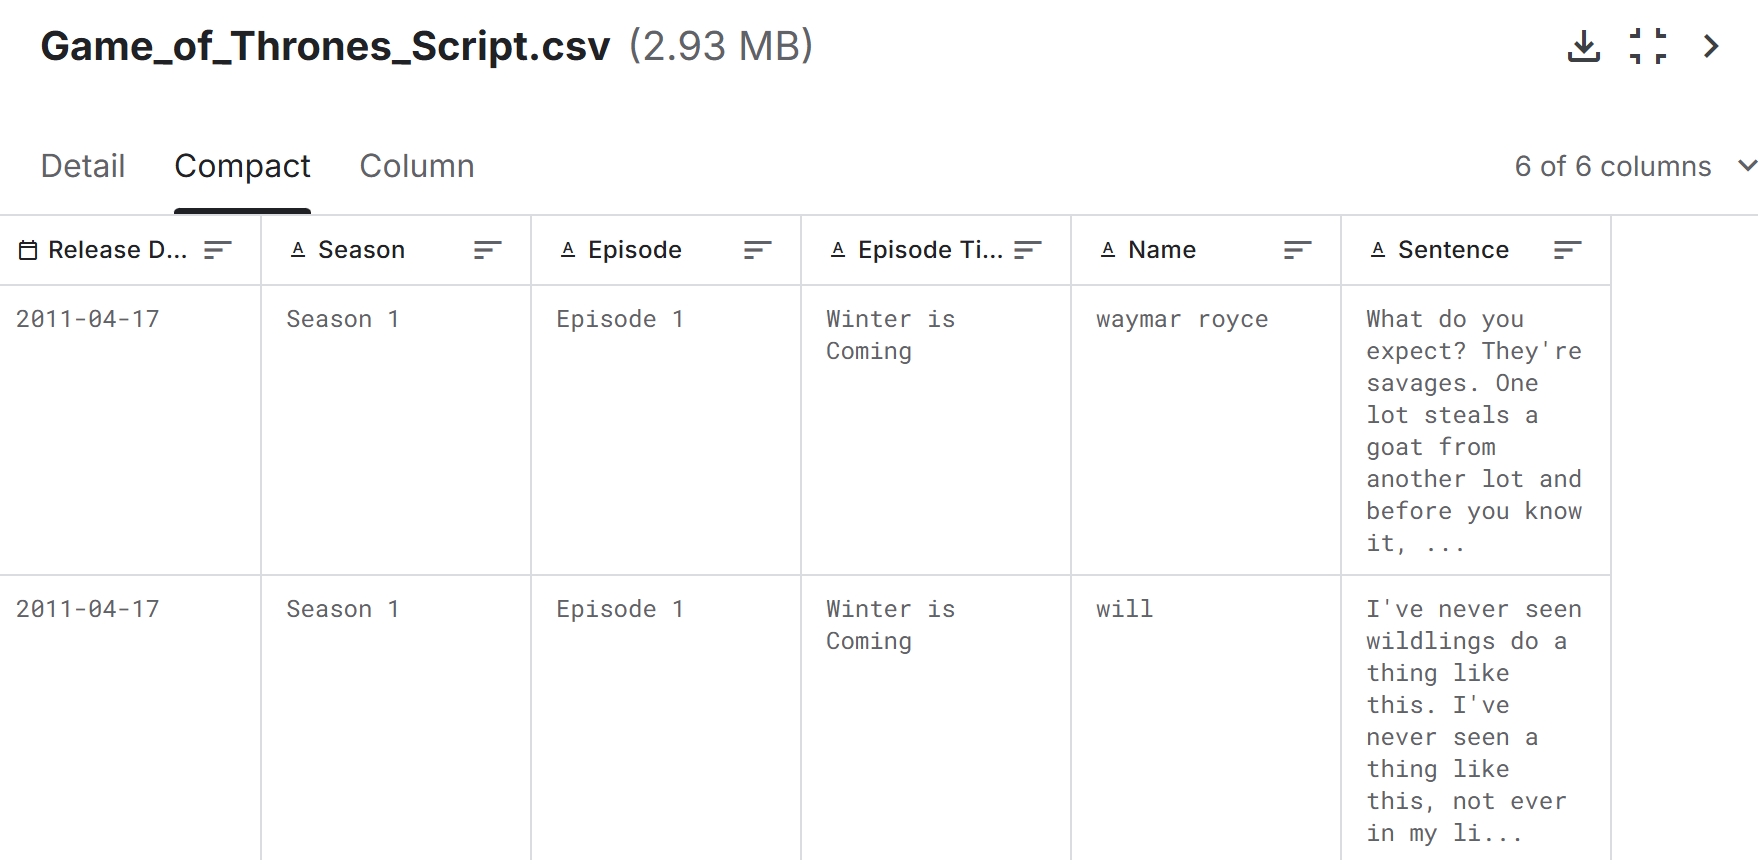 Game_of_Thrones_Script.csv (2.93 MB)
Detail Compact Column 6 of 6 columns
Release D... Season Episode Episode Ti... Name Sentence
2011-04-17 Season 1 Episode 1 Winter is waymar royce What do you
Coming expect? They're
savages. One
lot steals a
goat from
another lot and
before you know
it, ...
2011-04-17 Season 1 Episode 1 Winter is will I've never seen
Coming wildlings do a
thing like
this. I've
never seen a
thing like
this, not ever
in my li...